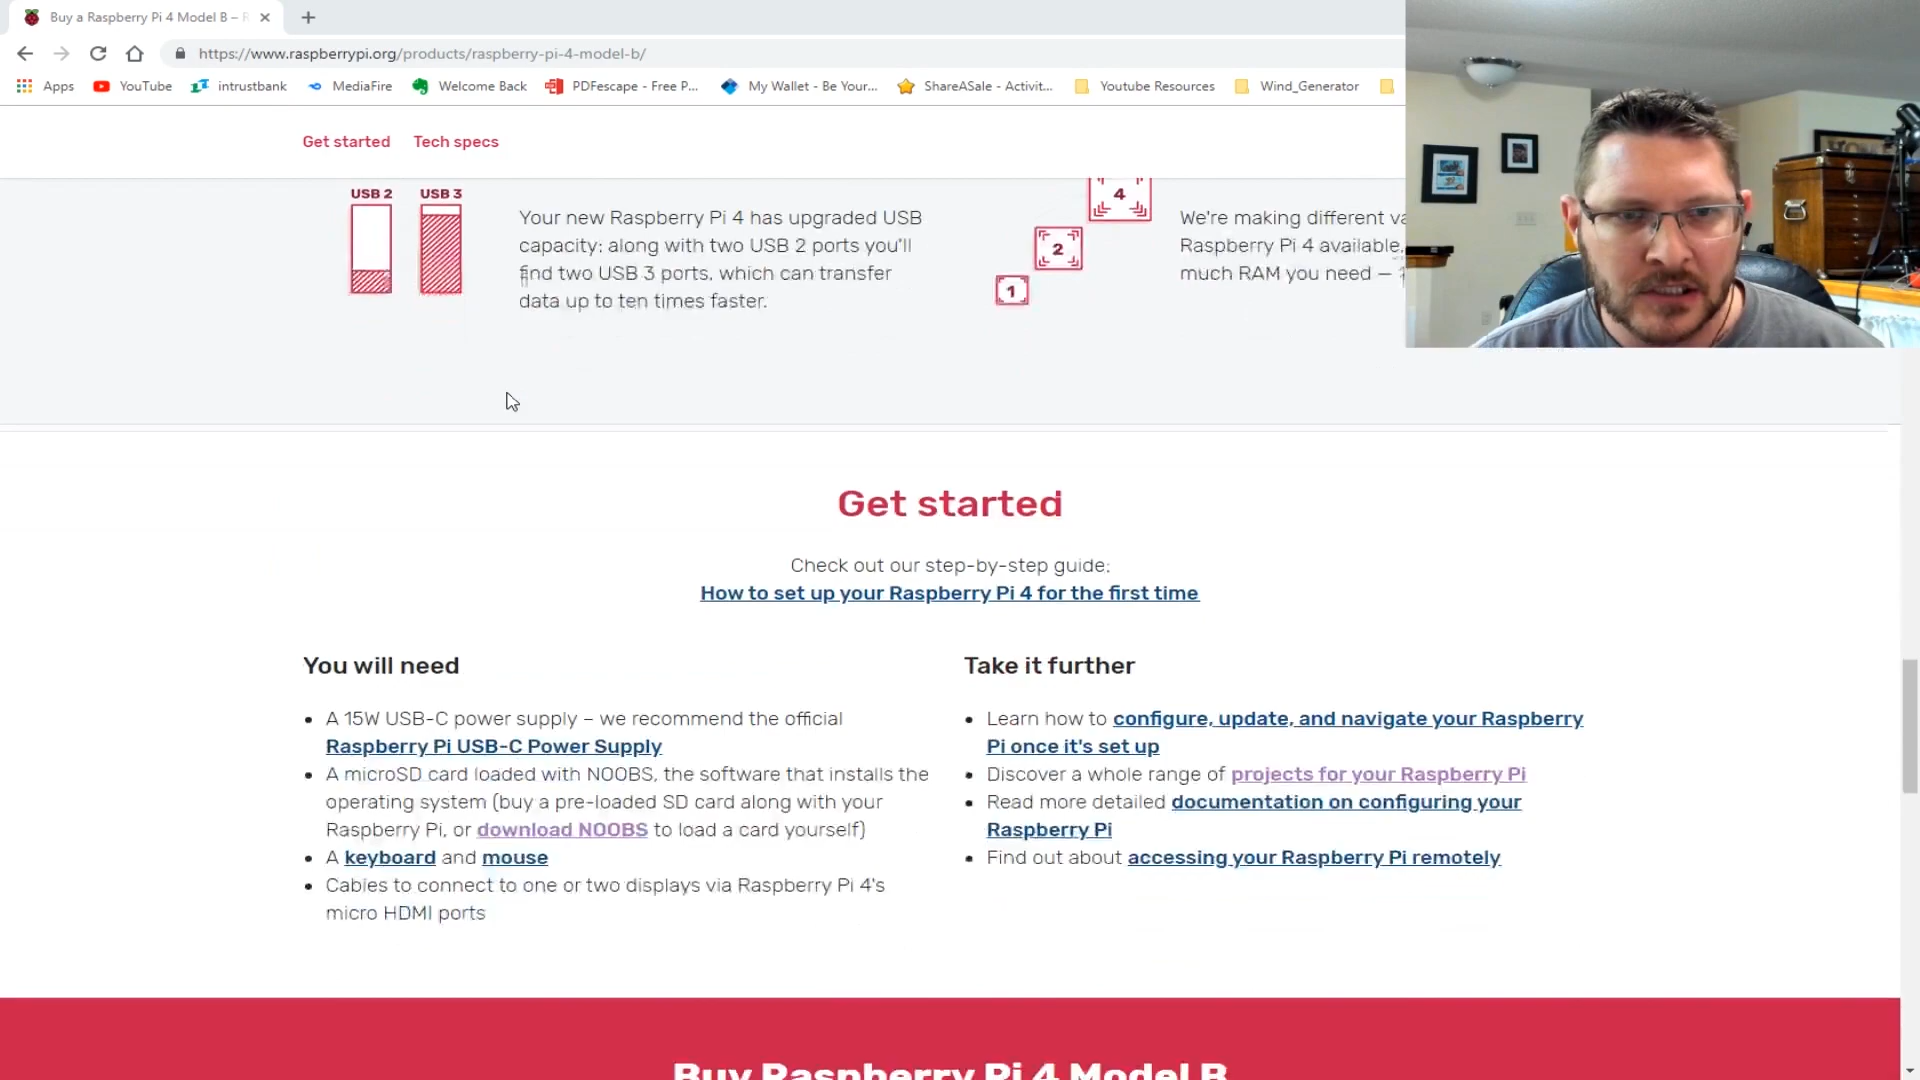 Buy a Raspberry Pi 4 Model B – R
https://www.raspberrypi.org/products/raspberry-pi-4-model-b/
Apps YouTube intrustbank MediaFire Welcome Back PDFescape - Free P... My Wallet - Be Your... ShareASale - Activit... Youtube Resources Wind_Generator
Get started Tech specs
USB 2 USB 3
Your new Raspberry Pi 4 has upgraded USB
capacity: along with two USB 2 ports you'll
find two USB 3 ports, which can transfer
data up to ten times faster.
4
2
1
We're making different va
Raspberry Pi 4 available,
much RAM you need –
Get started
Check out our step-by-step guide:
How to set up your Raspberry Pi 4 for the first time
You will need
• A 15W USB-C power supply – we recommend the official
Raspberry Pi USB-C Power Supply
• A microSD card loaded with NOOBS, the software that installs the
operating system (buy a pre-loaded SD card along with your
Raspberry Pi, or download NOOBS to load a card yourself)
• A keyboard and mouse
• Cables to connect to one or two displays via Raspberry Pi 4's
micro HDMI ports
Take it further
• Learn how to configure, update, and navigate your Raspberry
Pi once it's set up
• Discover a whole range of projects for your Raspberry Pi
• Read more detailed documentation on configuring your
Raspberry Pi
• Find out about accessing your Raspberry Pi remotely
Buy Raspberry Pi 4 Model B